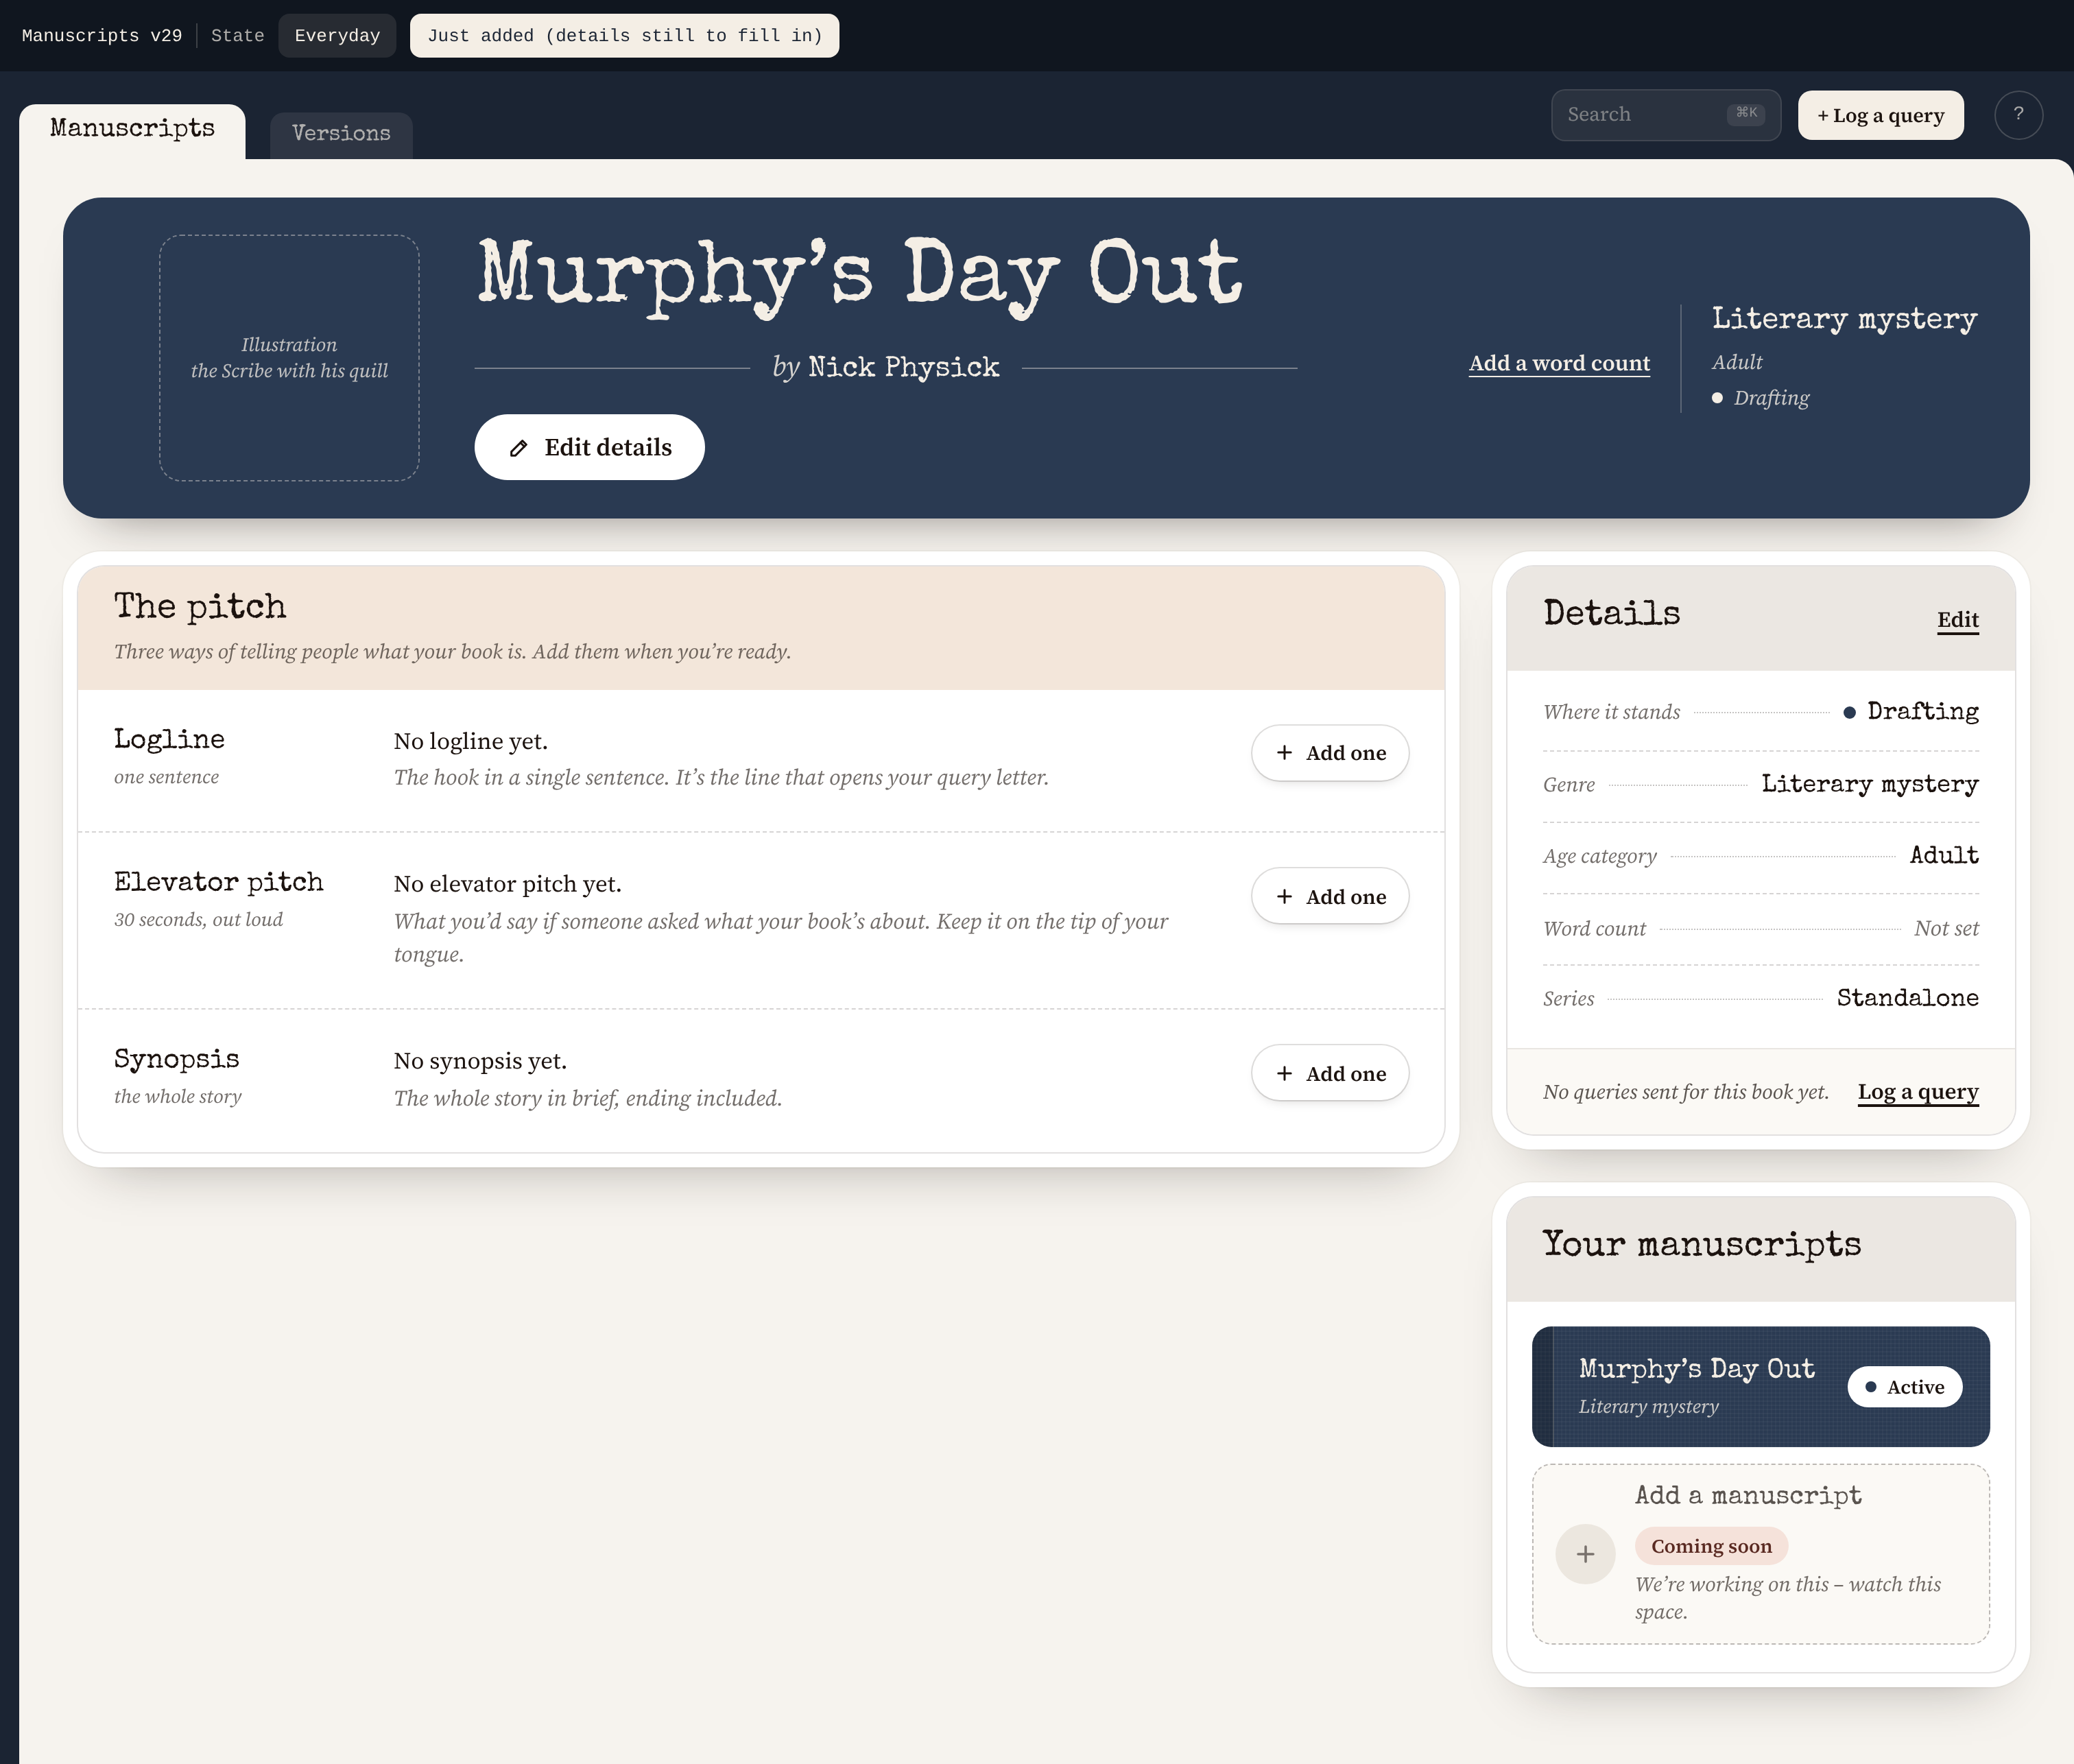 Manuscripts v29
State
Everyday
Just added (details still to fill in)
Manuscripts
Versions
Search
⌘K
+ Log a query
?
Illustration
the Scribe with his quill
Murphy’s Day Out
by Nick Physick
Edit details
Add a word count
Literary mystery
Adult
Drafting
The pitch
Three ways of telling people what your book is. Add them when you’re ready.
Logline
one sentence
No logline yet.
The hook in a single sentence. It’s the line that opens your query letter.
+ Add one
Elevator pitch
30 seconds, out loud
No elevator pitch yet.
What you’d say if someone asked what your book’s about. Keep it on the tip of your
tongue.
+ Add one
Synopsis
the whole story
No synopsis yet.
The whole story in brief, ending included.
+ Add one
Details
Edit
Where it stands
Drafting
Genre
Literary mystery
Age category
Adult
Word count
Not set
Series
Standalone
No queries sent for this book yet.
Log a query
Your manuscripts
Murphy’s Day Out
Literary mystery
Active
+
Add a manuscript
Coming soon
We’re working on this – watch this
space.